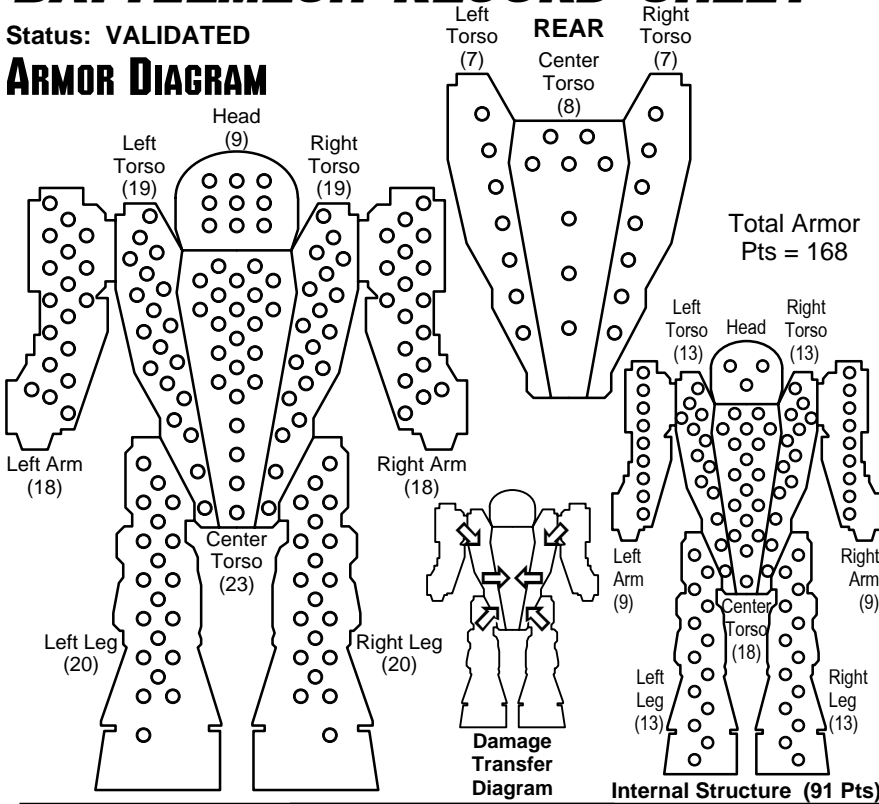 BATTLEMECH RECORD SHEET
Status: VALIDATED
ARMOR DIAGRAM
Head
(9)
Left
Torso
(19)
Right
Torso
(19)
Left Arm
(18)
Right Arm
(18)
Center
Torso
(23)
Left Leg
(20)
Right Leg
(20)
REAR
Left
Torso
(7)
Center
Torso
(8)
Right
Torso
(7)
Total Armor
Pts = 168
Left
Torso
(13)
Head
Right
Torso
(13)
Left
Arm
(9)
Right
Arm
(9)
Center
Torso
(18)
Left
Leg
(13)
Right
Leg
(13)
Damage
Transfer
Diagram
Internal Structure (91 Pts)